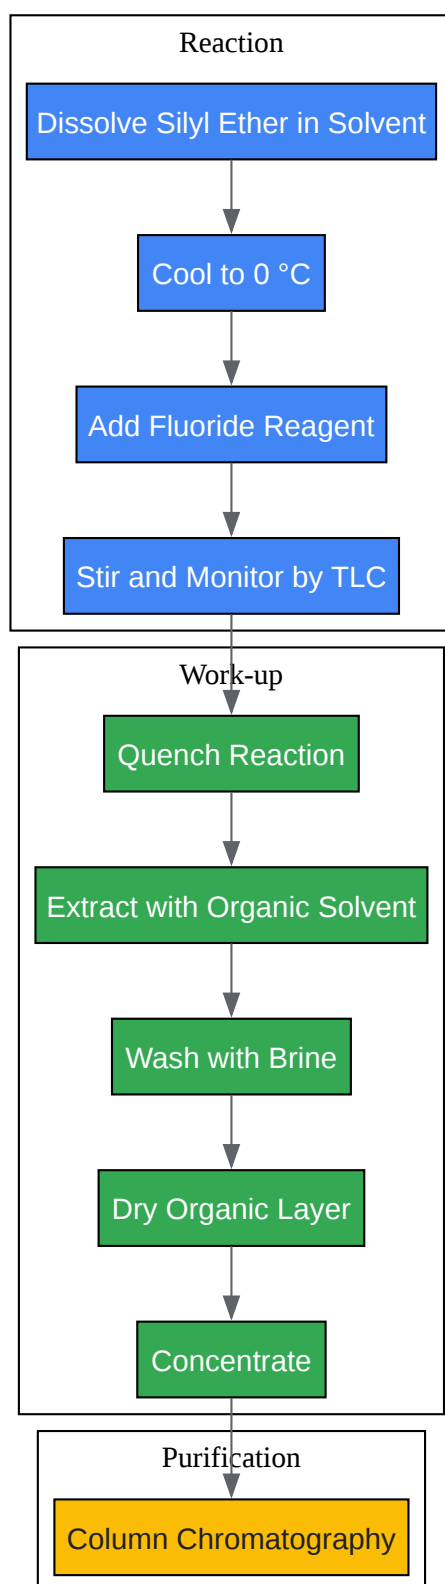 Reaction
Dissolve Silyl Ether in Solvent
Cool to 0 °C
Add Fluoride Reagent
Stir and Monitor by TLC
Work-up
Quench Reaction
Extract with Organic Solvent
Wash with Brine
Dry Organic Layer
Concentrate
Purification
Column Chromatography